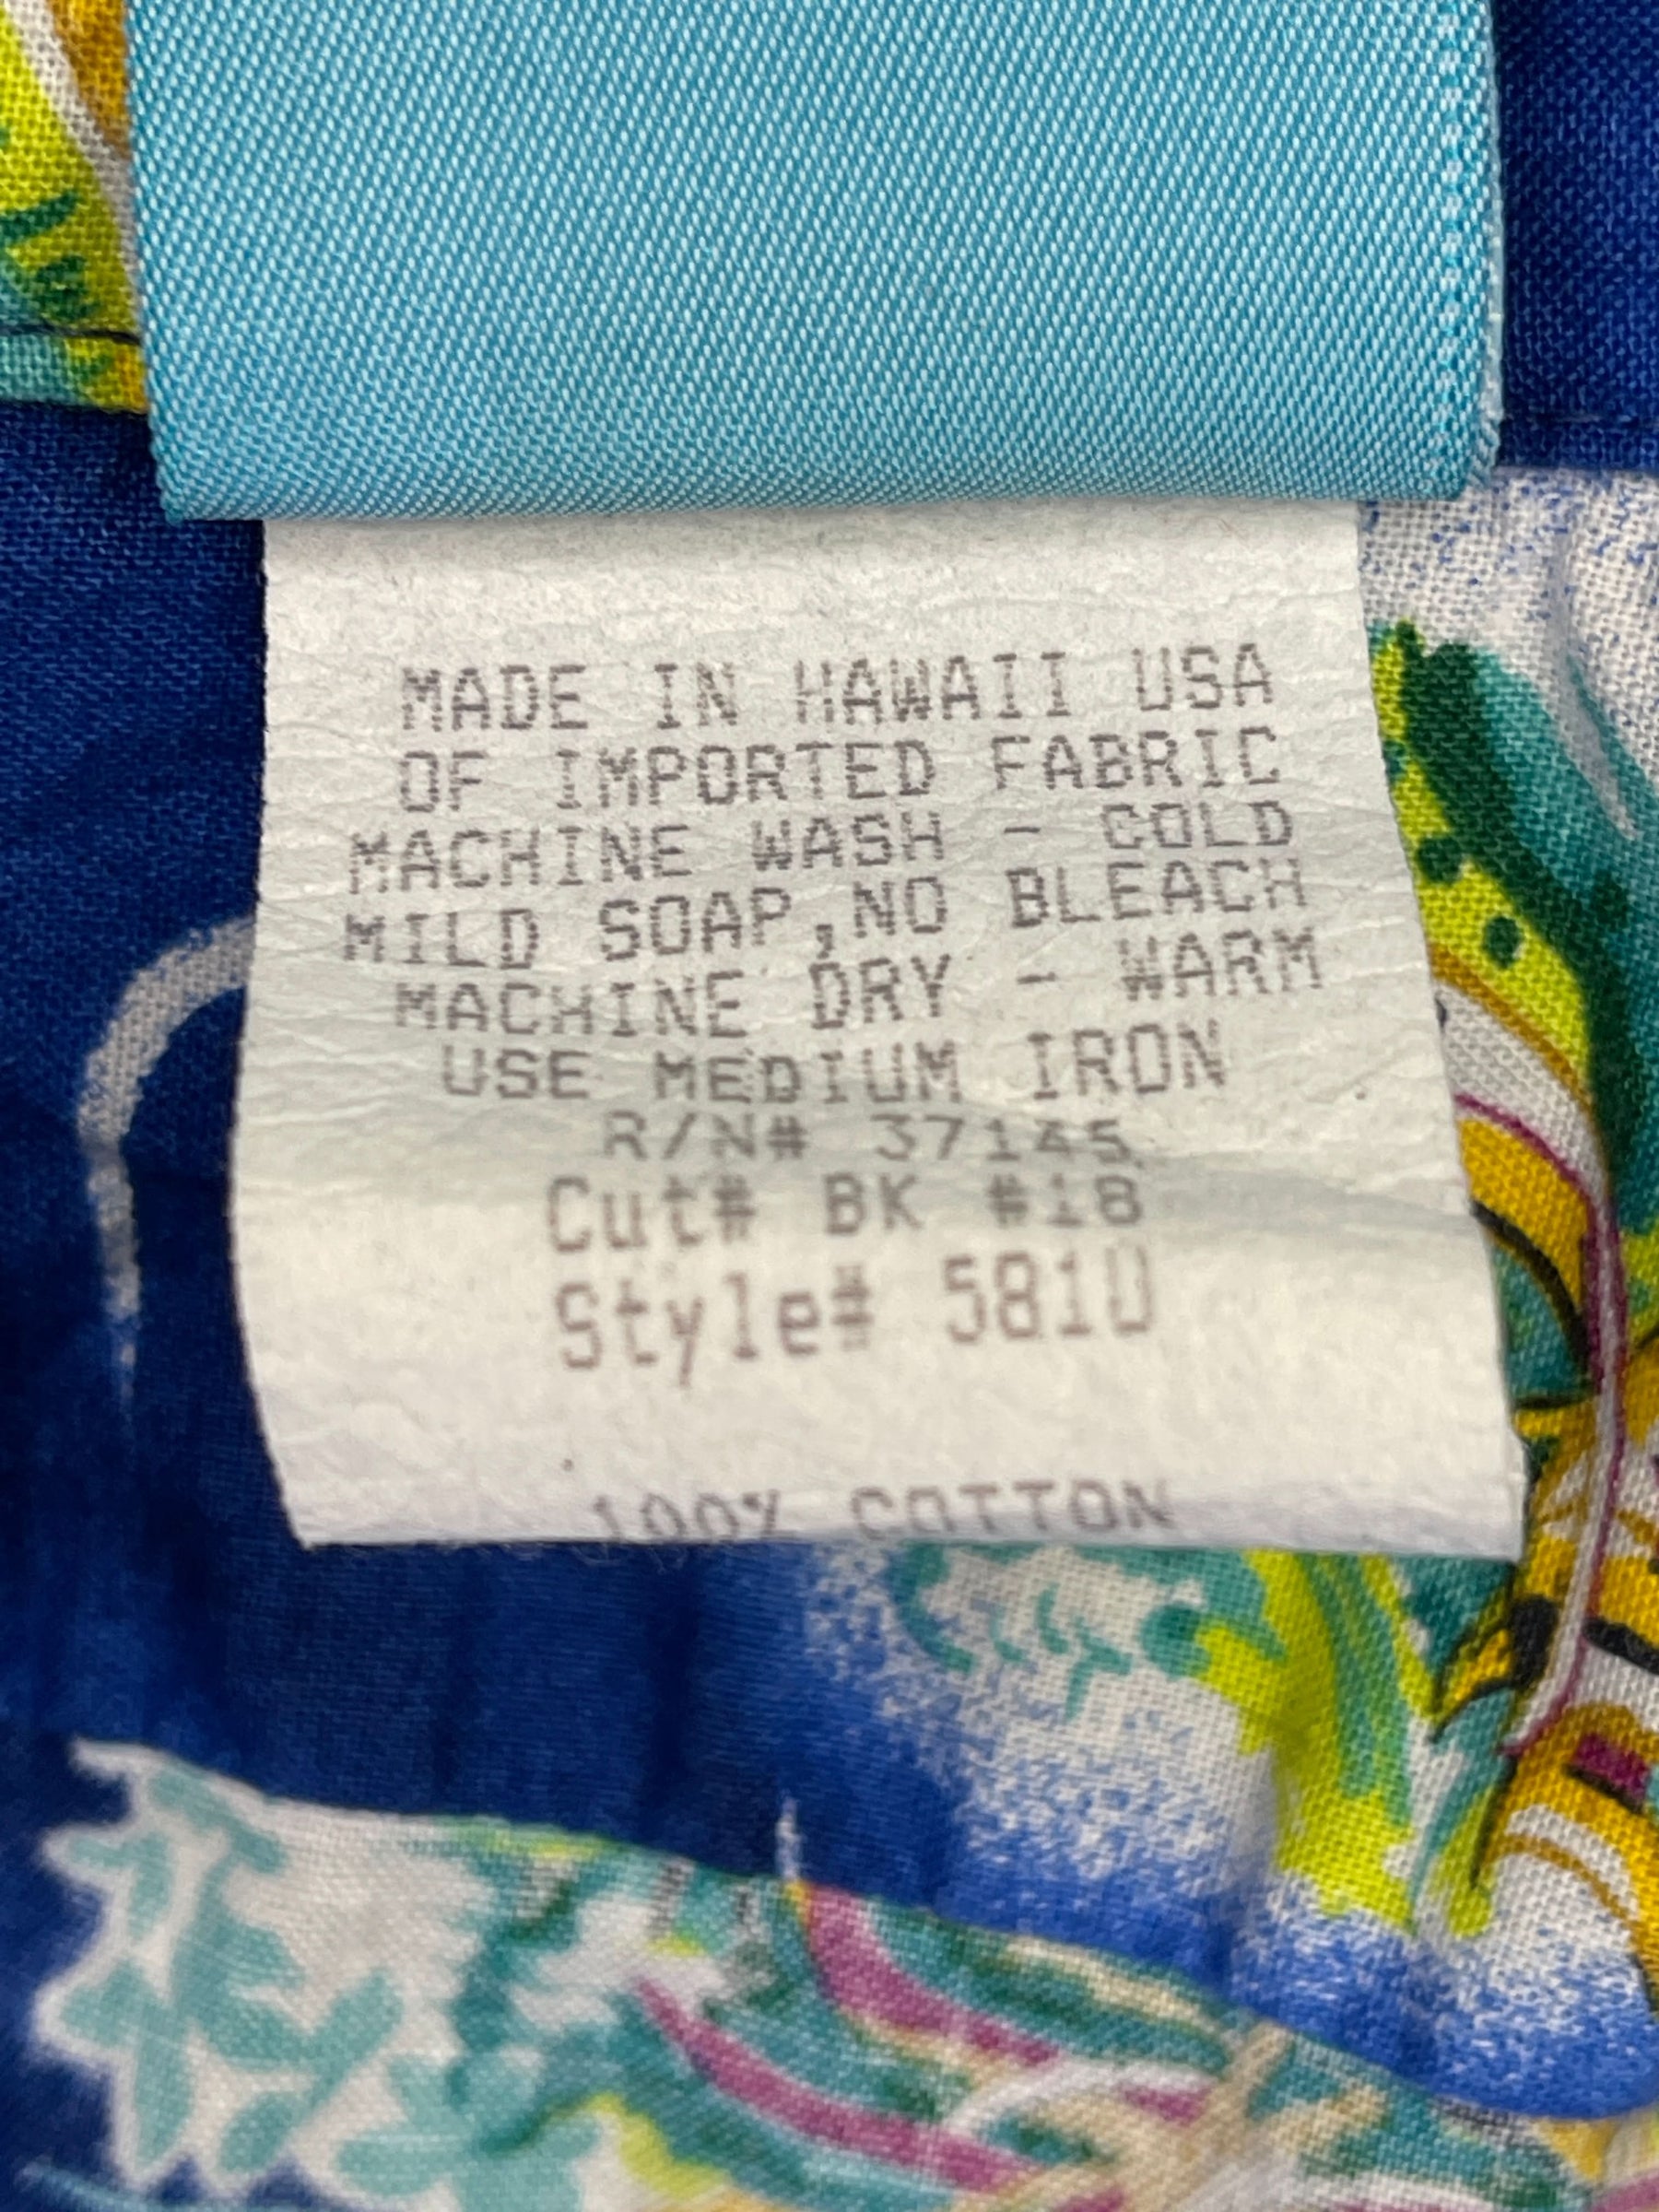 MADE IN HAWAII USA
OF IMPORTED FABRIC
MACHINE WASH - COLD
MILD SOAP,NO BLEACH
MACHINE DRY - WARM
USE MEDIUM IRON
R/N# 37145
Cut# BK #18
Style# 581U
100% COTTON